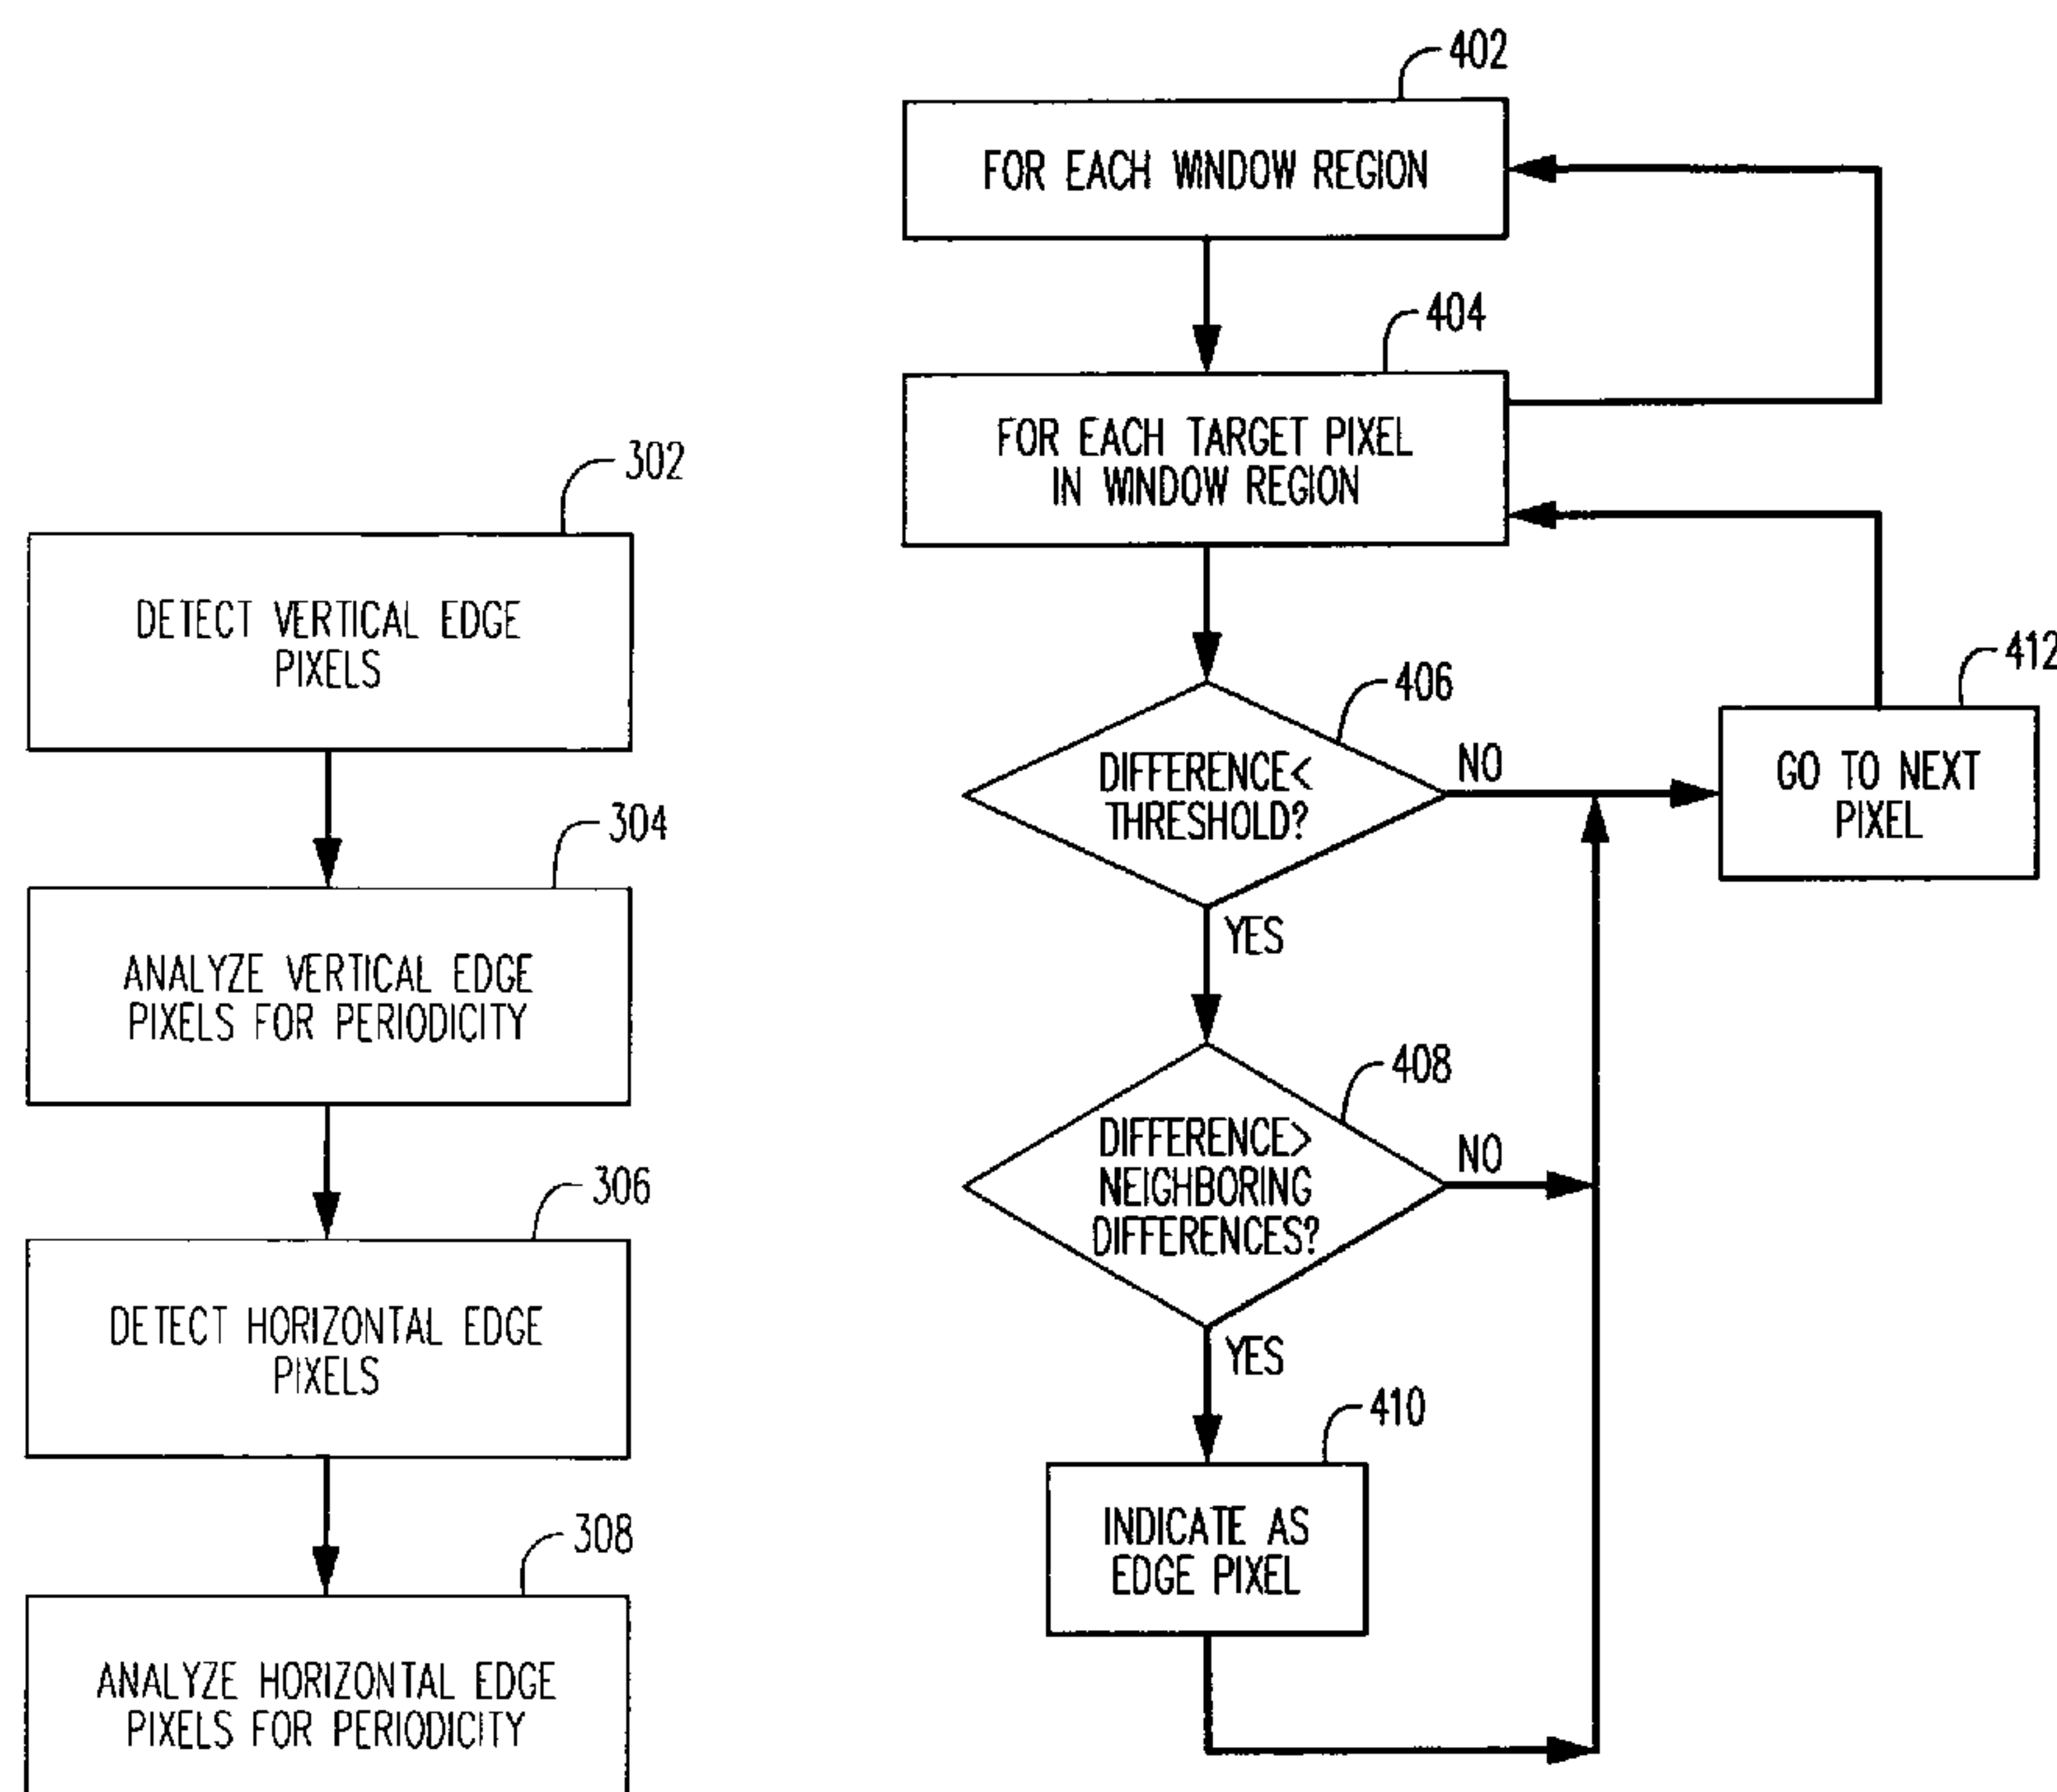 302
DETECT VERTICAL EDGE
PIXELS
304
ANALYZE VERTICAL EDGE
PIXELS FOR PERIODICITY
306
DETECT HORIZONTAL EDGE
PIXELS
308
ANALYZE HORIZONTAL EDGE
PIXELS FOR PERIODICITY
402
FOR EACH WINDOW REGION
404
FOR EACH TARGET PIXEL
IN WINDOW REGION
406
DIFFERENCE<
THRESHOLD?
NO
412
GO TO NEXT
PIXEL
YES
408
DIFFERENCE>
NEIGHBORING
DIFFERENCES?
NO
YES
410
INDICATE AS
EDGE PIXEL